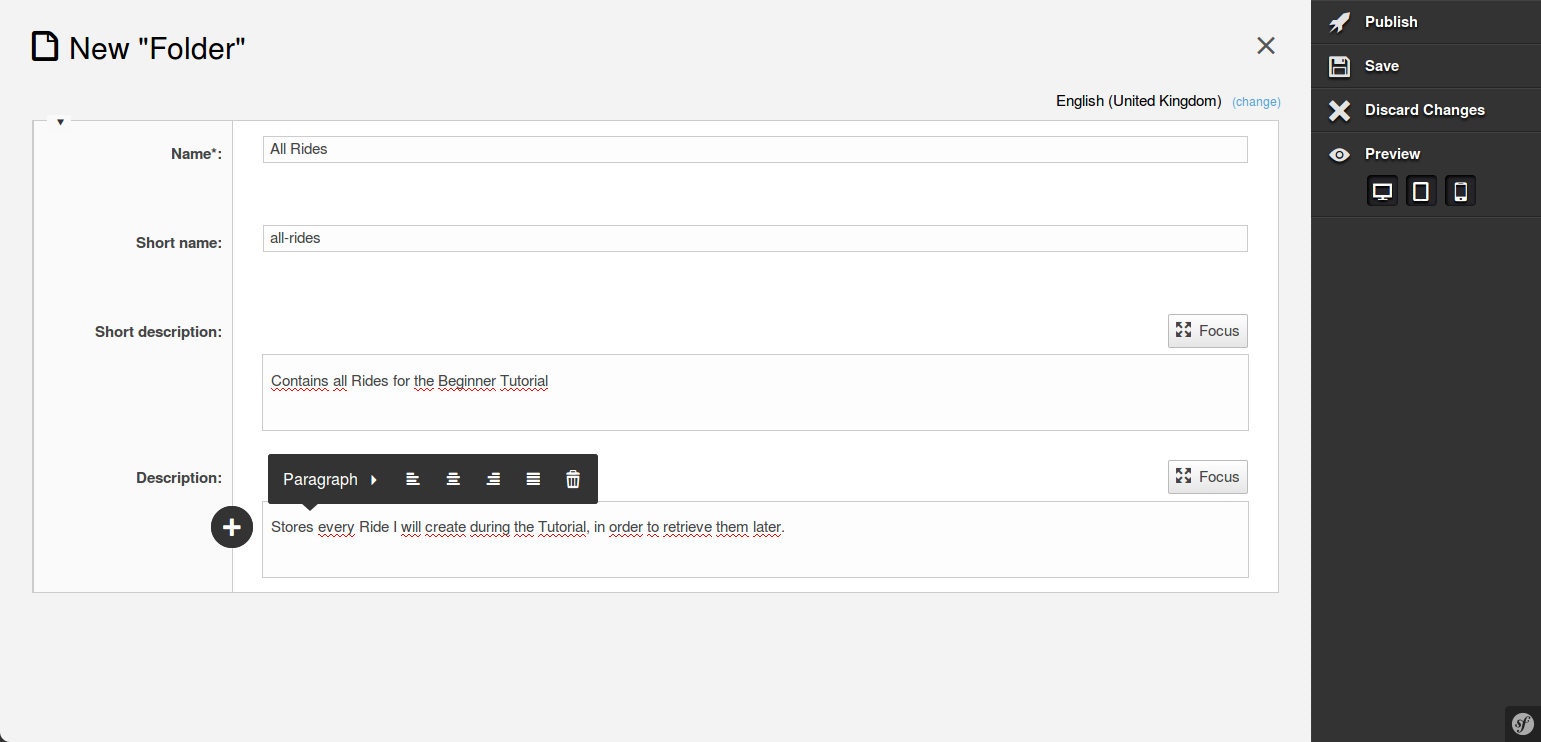 New "Folder"
English (United Kingdom) (change)
Name*:
All Rides
Short name:
all-rides
Short description:
Focus
Contains all Rides for the Beginner Tutorial
Description:
Paragraph
Focus
Stores every Ride I will create during the Tutorial, in order to retrieve them later.
Publish
Save
Discard Changes
Preview
sf